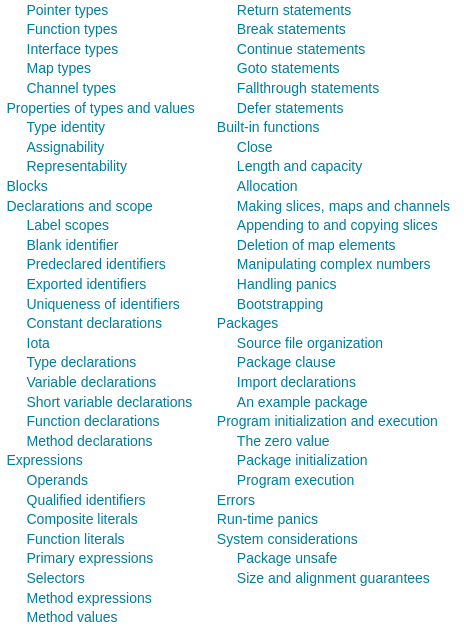 Pointer types
Function types
Interface types
Map types
Channel types
Properties of types and values
Type identity
Assignability
Representability
Blocks
Declarations and scope
Label scopes
Blank identifier
Predeclared identifiers
Exported identifiers
Uniqueness of identifiers
Constant declarations
Iota
Type declarations
Variable declarations
Short variable declarations
Function declarations
Method declarations
Expressions
Operands
Qualified identifiers
Composite literals
Function literals
Primary expressions
Selectors
Method expressions
Method values
Return statements
Break statements
Continue statements
Goto statements
Fallthrough statements
Defer statements
Built-in functions
Close
Length and capacity
Allocation
Making slices, maps and channels
Appending to and copying slices
Deletion of map elements
Manipulating complex numbers
Handling panics
Bootstrapping
Packages
Source file organization
Package clause
Import declarations
An example package
Program initialization and execution
The zero value
Package initialization
Program execution
Errors
Run-time panics
System considerations
Package unsafe
Size and alignment guarantees